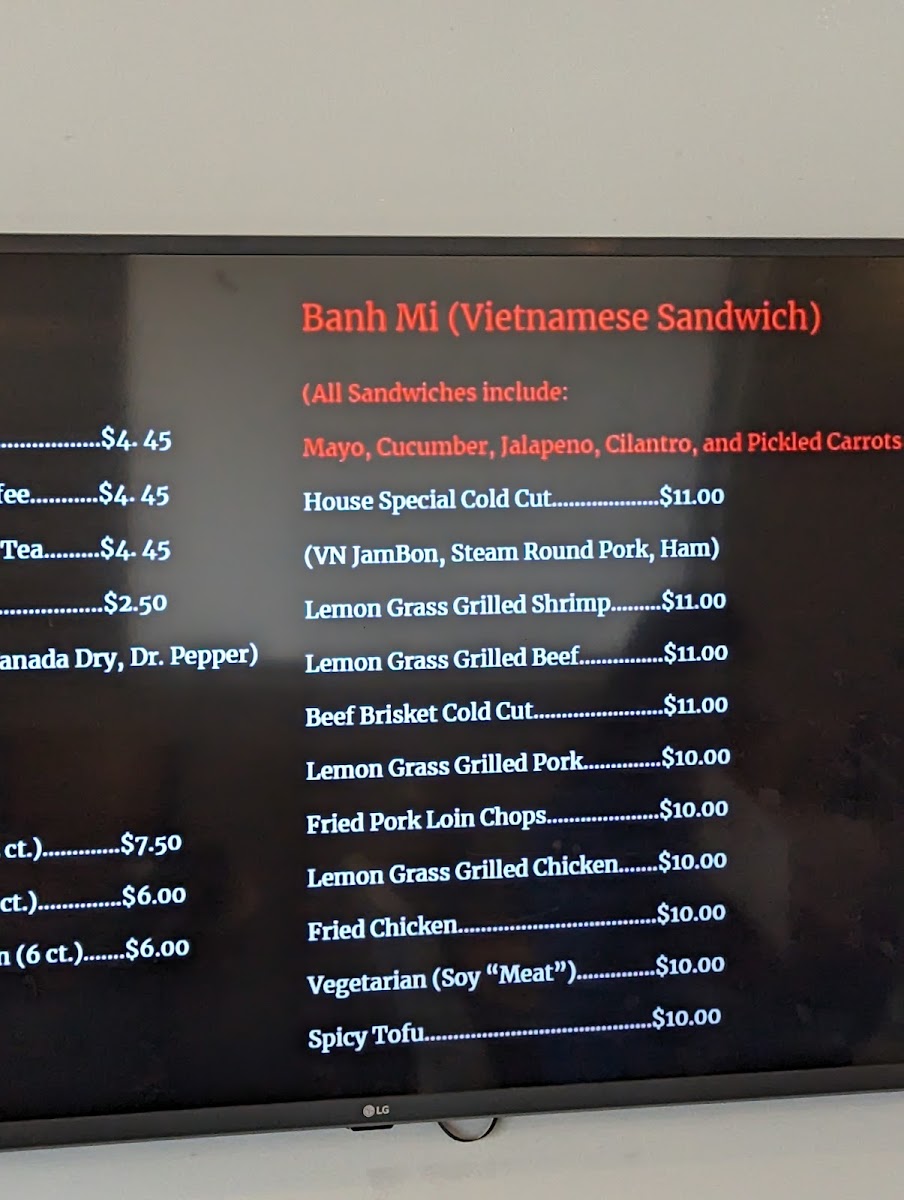 $4.45
fee...........$4.45
Tea.........$4.45
$2.50
anada Dry, Dr. Pepper)
ct.)............$7.50
ct.).............$6.00
n (6 ct.).......$6.00
Banh Mi (Vietnamese Sandwich)
(All Sandwiches include:
Mayo, Cucumber, Jalapeno, Cilantro, and Pickled Carrots
House Special Cold Cut...................$11.00
(VN JamBon, Steam Round Pork, Ham)
Lemon Grass Grilled Shrimp.........$11.00
Lemon Grass Grilled Beef...............$11.00
Beef Brisket Cold Cut.......................$11.00
Lemon Grass Grilled Pork..............$10.00
Fried Pork Loin Chops....................$10.00
Lemon Grass Grilled Chicken.......$10.00
Fried Chicken...................................$10.00
Vegetarian (Soy “Meat”)..............$10.00
Spicy Tofu........................................$10.00
LG